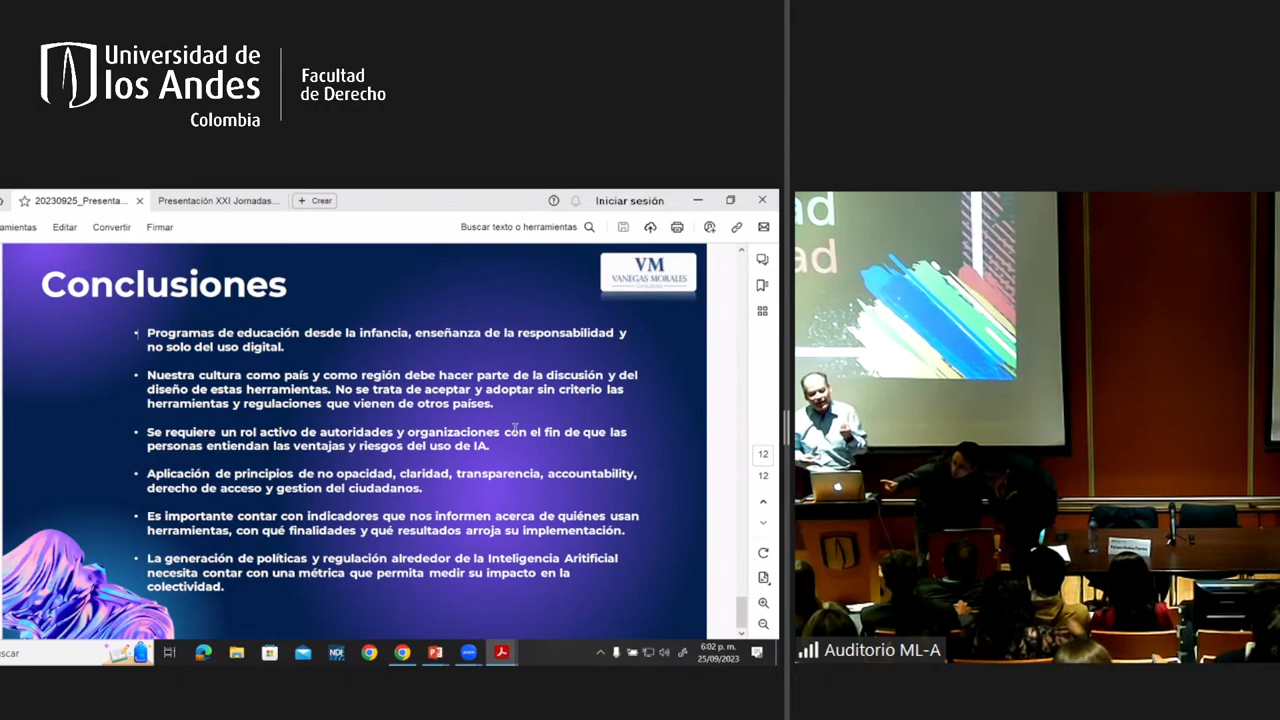 Universidad de
los Andes
Colombia
Facultad
de Derecho
20230925_Presenta...
Presentación XXI Jornadas...
+ Crear
Iniciar sesión
amientas
Editar
Convertir
Firmar
Buscar texto o herramientas
Conclusiones
VM
VANEGAS MORALES
• Programas de educación desde la infancia, enseñanza de la responsabilidad y
no solo del uso digital.
• Nuestra cultura como país y como región debe hacer parte de la discusión y del
diseño de estas herramientas. No se trata de aceptar y adoptar sin criterio las
herramientas y regulaciones que vienen de otros países.
• Se requiere un rol activo de autoridades y organizaciones con el fin de que las
personas entiendan las ventajas y riesgos del uso de IA.
• Aplicación de principios de no opacidad, claridad, transparencia, accountability,
derecho de acceso y gestion del ciudadanos.
• Es importante contar con indicadores que nos informen acerca de quiénes usan
herramientas, con qué finalidades y qué resultados arroja su implementación.
• La generación de políticas y regulación alrededor de la Inteligencia Aritificial
necesita contar con una métrica que permita medir su impacto en la
colectividad.
12
12
scar
NDI
zoom
6:02 p. m.
25/09/2023
ad
ad
Auditorio ML-A